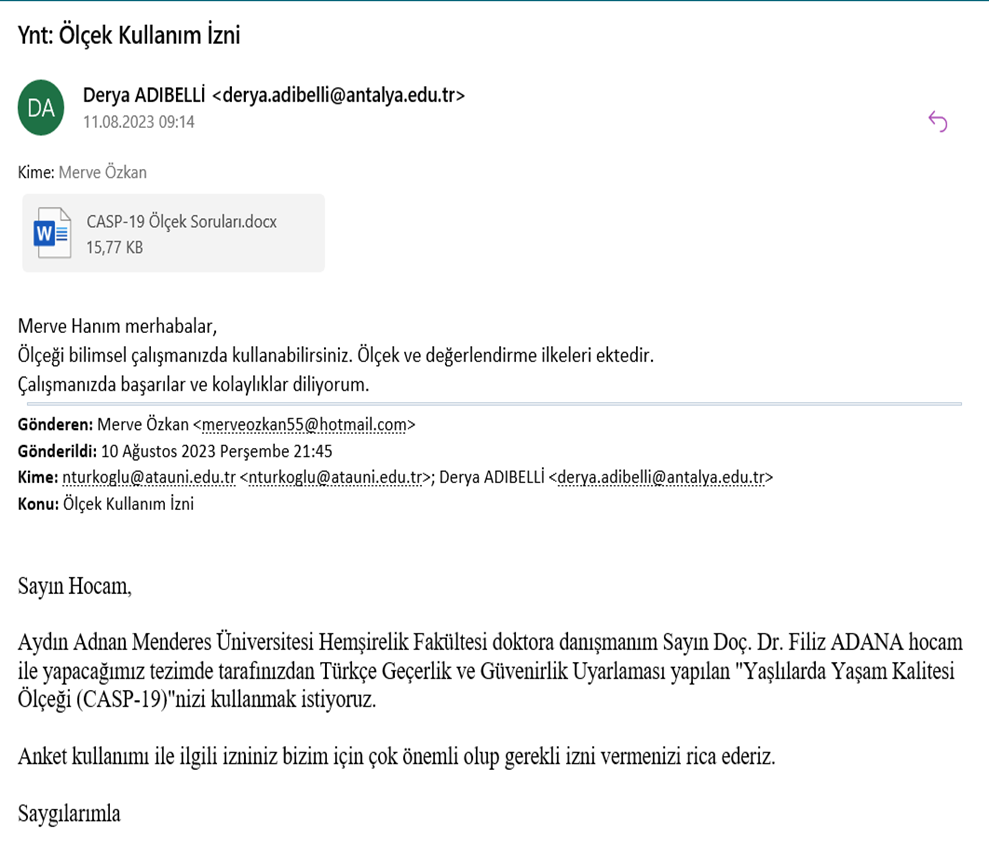 Ynt: Ölçek Kullanım İzni
DA
Derya ADIBELLİ <derya.adibelli@antalya.edu.tr>
11.08.2023 09:14
Kime: Merve Özkan
W
CASP-19 Ölçek Soruları.docx
15,77 KB
Merve Hanım merhabalar,
Ölçeği bilimsel çalışmanızda kullanabilirsiniz. Ölçek ve değerlendirme ilkeleri ektedir.
Çalışmanızda başarılar ve kolaylıklar diliyorum.
Gönderen: Merve Özkan <merveozkan55@hotmail.com>
Gönderildi: 10 Ağustos 2023 Perşembe 21:45
Kime: nturkoglu@atauni.edu.tr <nturkoglu@atauni.edu.tr>; Derya ADIBELLİ <derya.adibelli@antalya.edu.tr>
Konu: Ölçek Kullanım İzni
Sayın Hocam,
Aydın Adnan Menderes Üniversitesi Hemşirelik Fakültesi doktora danışmanım Sayın Doç. Dr. Filiz ADANA hocam
ile yapacağımız tezimde tarafınızdan Türkçe Geçerlik ve Güvenirlik Uyarlaması yapılan "Yaşlılarda Yaşam Kalitesi
Ölçeği (CASP-19)"nizi kullanmak istiyoruz.
Anket kullanımı ile ilgili izniniz bizim için çok önemli olup gerekli izni vermenizi rica ederiz.
Saygılarımla